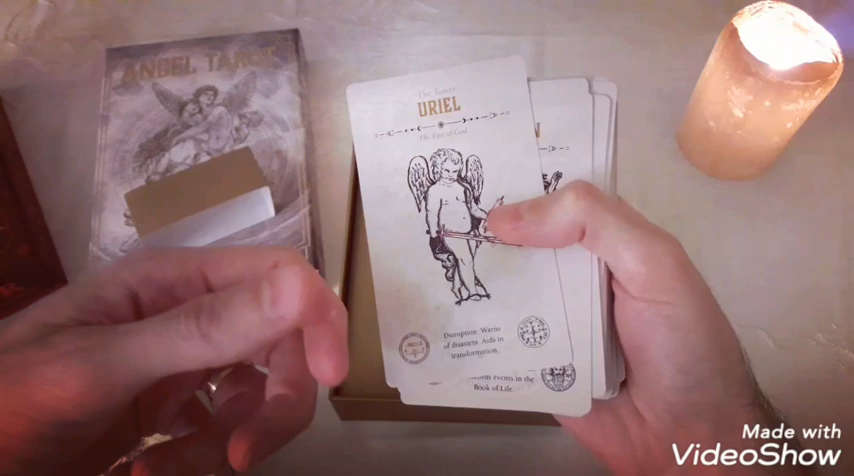 ANGEL TAROT
The Tower
URIEL
The Fire of God
Disruption. Warns
of disasters. Aids in
transformation.
events in the
Book of Life.
Made with
VideoShow